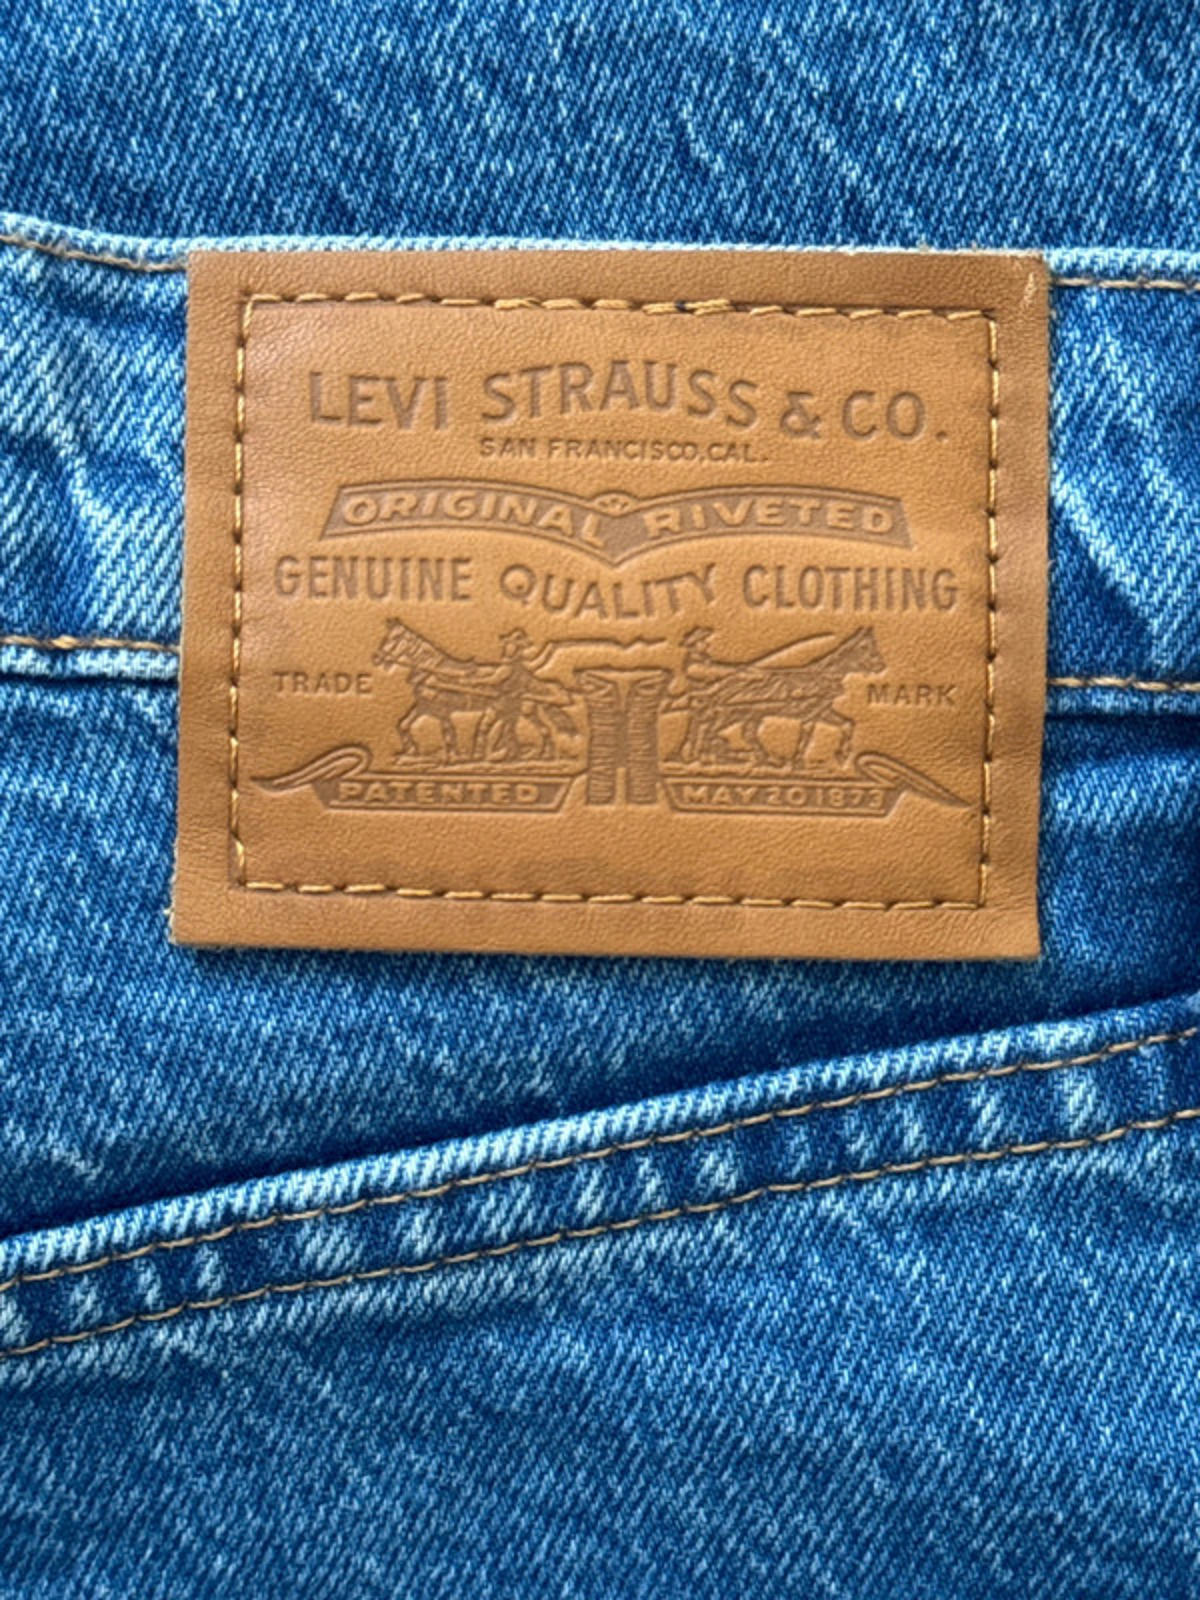 LEVI STRAUSS & CO.
SAN FRANCISCO, CAL.
ORIGINAL RIVETED
GENUINE QUALITY CLOTHING
TRADE MARK
PATENTED MAY 20 1873